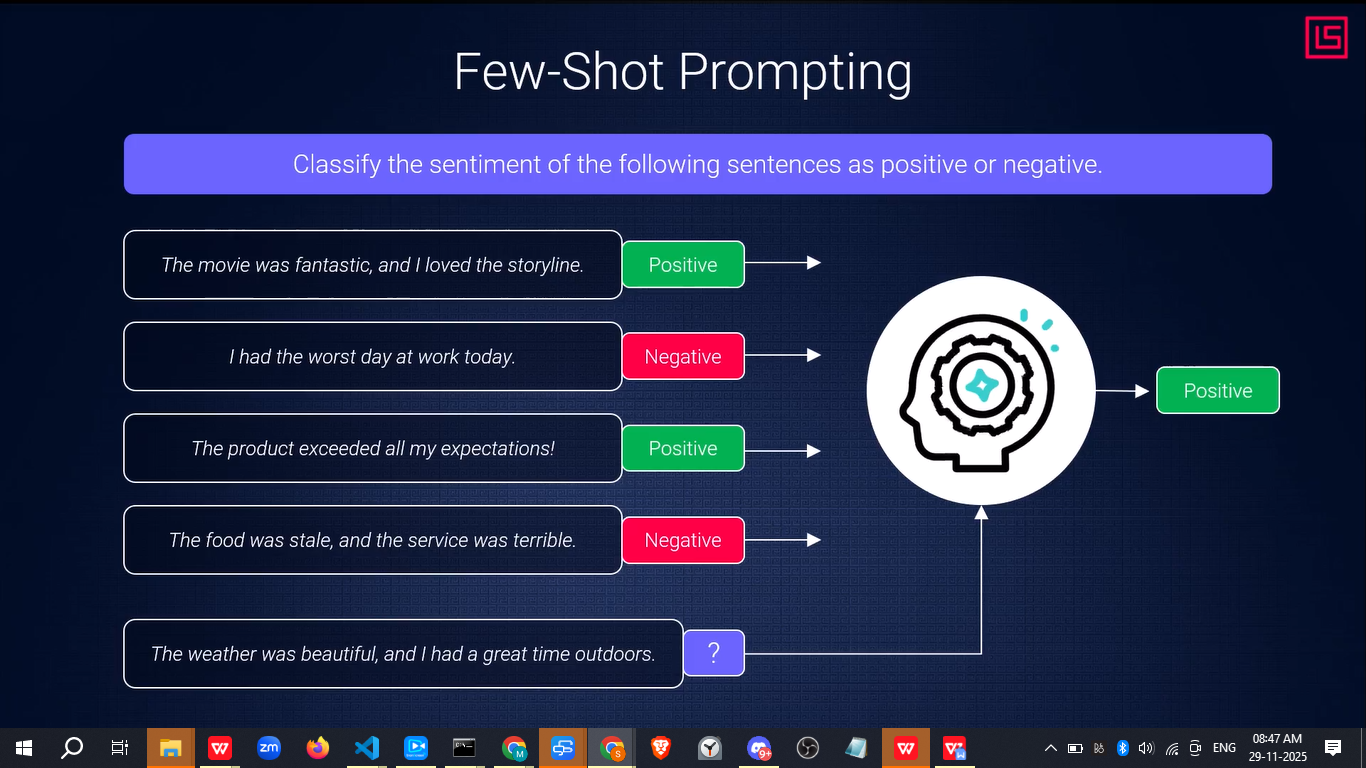 Few-Shot Prompting
Classify the sentiment of the following sentences as positive or negative.
The movie was fantastic, and I loved the storyline.
Positive
I had the worst day at work today.
Negative
The product exceeded all my expectations!
Positive
The food was stale, and the service was terrible.
Negative
Positive
The weather was beautiful, and I had a great time outdoors.
?
zm
M
S
9+
ENG
08:47 AM
29-11-2025